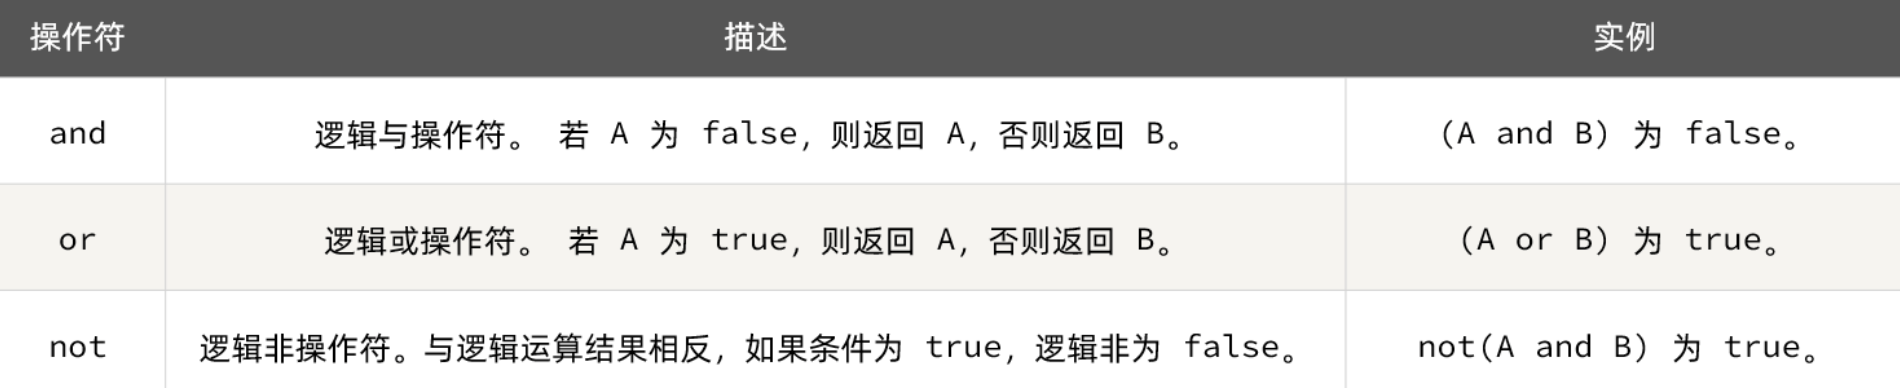 操作符 描述 实例
and 逻辑与操作符。 若 A 为 false，则返回 A，否则返回 B。 (A and B) 为 false。
or 逻辑或操作符。 若 A 为 true，则返回 A，否则返回 B。 (A or B) 为 true。
not 逻辑非操作符。与逻辑运算结果相反，如果条件为 true，逻辑非为 false。 not(A and B) 为 true。